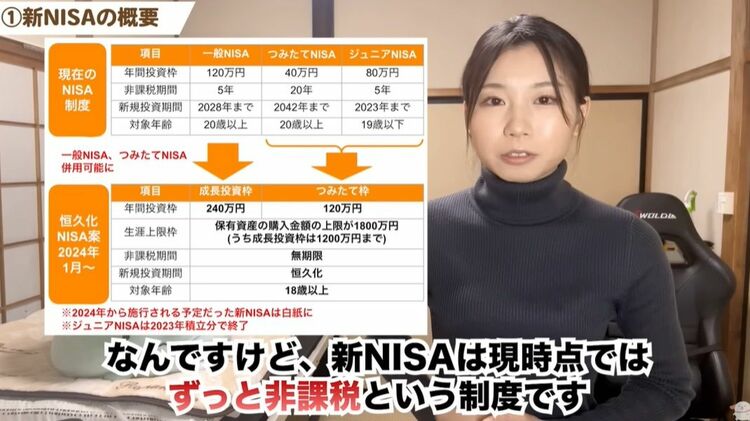 ①新NISAの概要
現在の
NISA
制度
項目 一般NISA つみたてNISA ジュニアNISA
年間投資枠 120万円 40万円 80万円
非課税期間 5年 20年 5年
新規投資期間 2028年まで 2042年まで 2023年まで
対象年齢 20歳以上 20歳以上 19歳以下
一般NISA、つみたてNISA
併用可能に
恒久化
NISA案
2024年
1月~
項目 成長投資枠 つみたて枠
年間投資枠 240万円 120万円
生涯上限枠 保有資産の購入金額の上限が1800万円
(うち成長投資枠は1200万円まで)
非課税期間 無期限
新規投資期間 恒久化
対象年齢 18歳以上
※2024年から施行される予定だった新NISAは白紙に
※ジュニアNISAは2023年積立分で終了
WOLDI
なんですけど、新NISAは現時点では
ずっと非課税という制度です